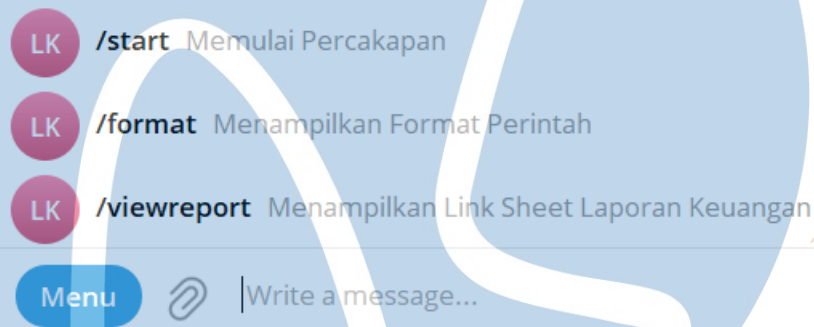 LK /start Memulai Percakapan
LK /format Menampilkan Format Perintah
LK /viewreport Menampilkan Link Sheet Laporan Keuangan
Menu Write a message...